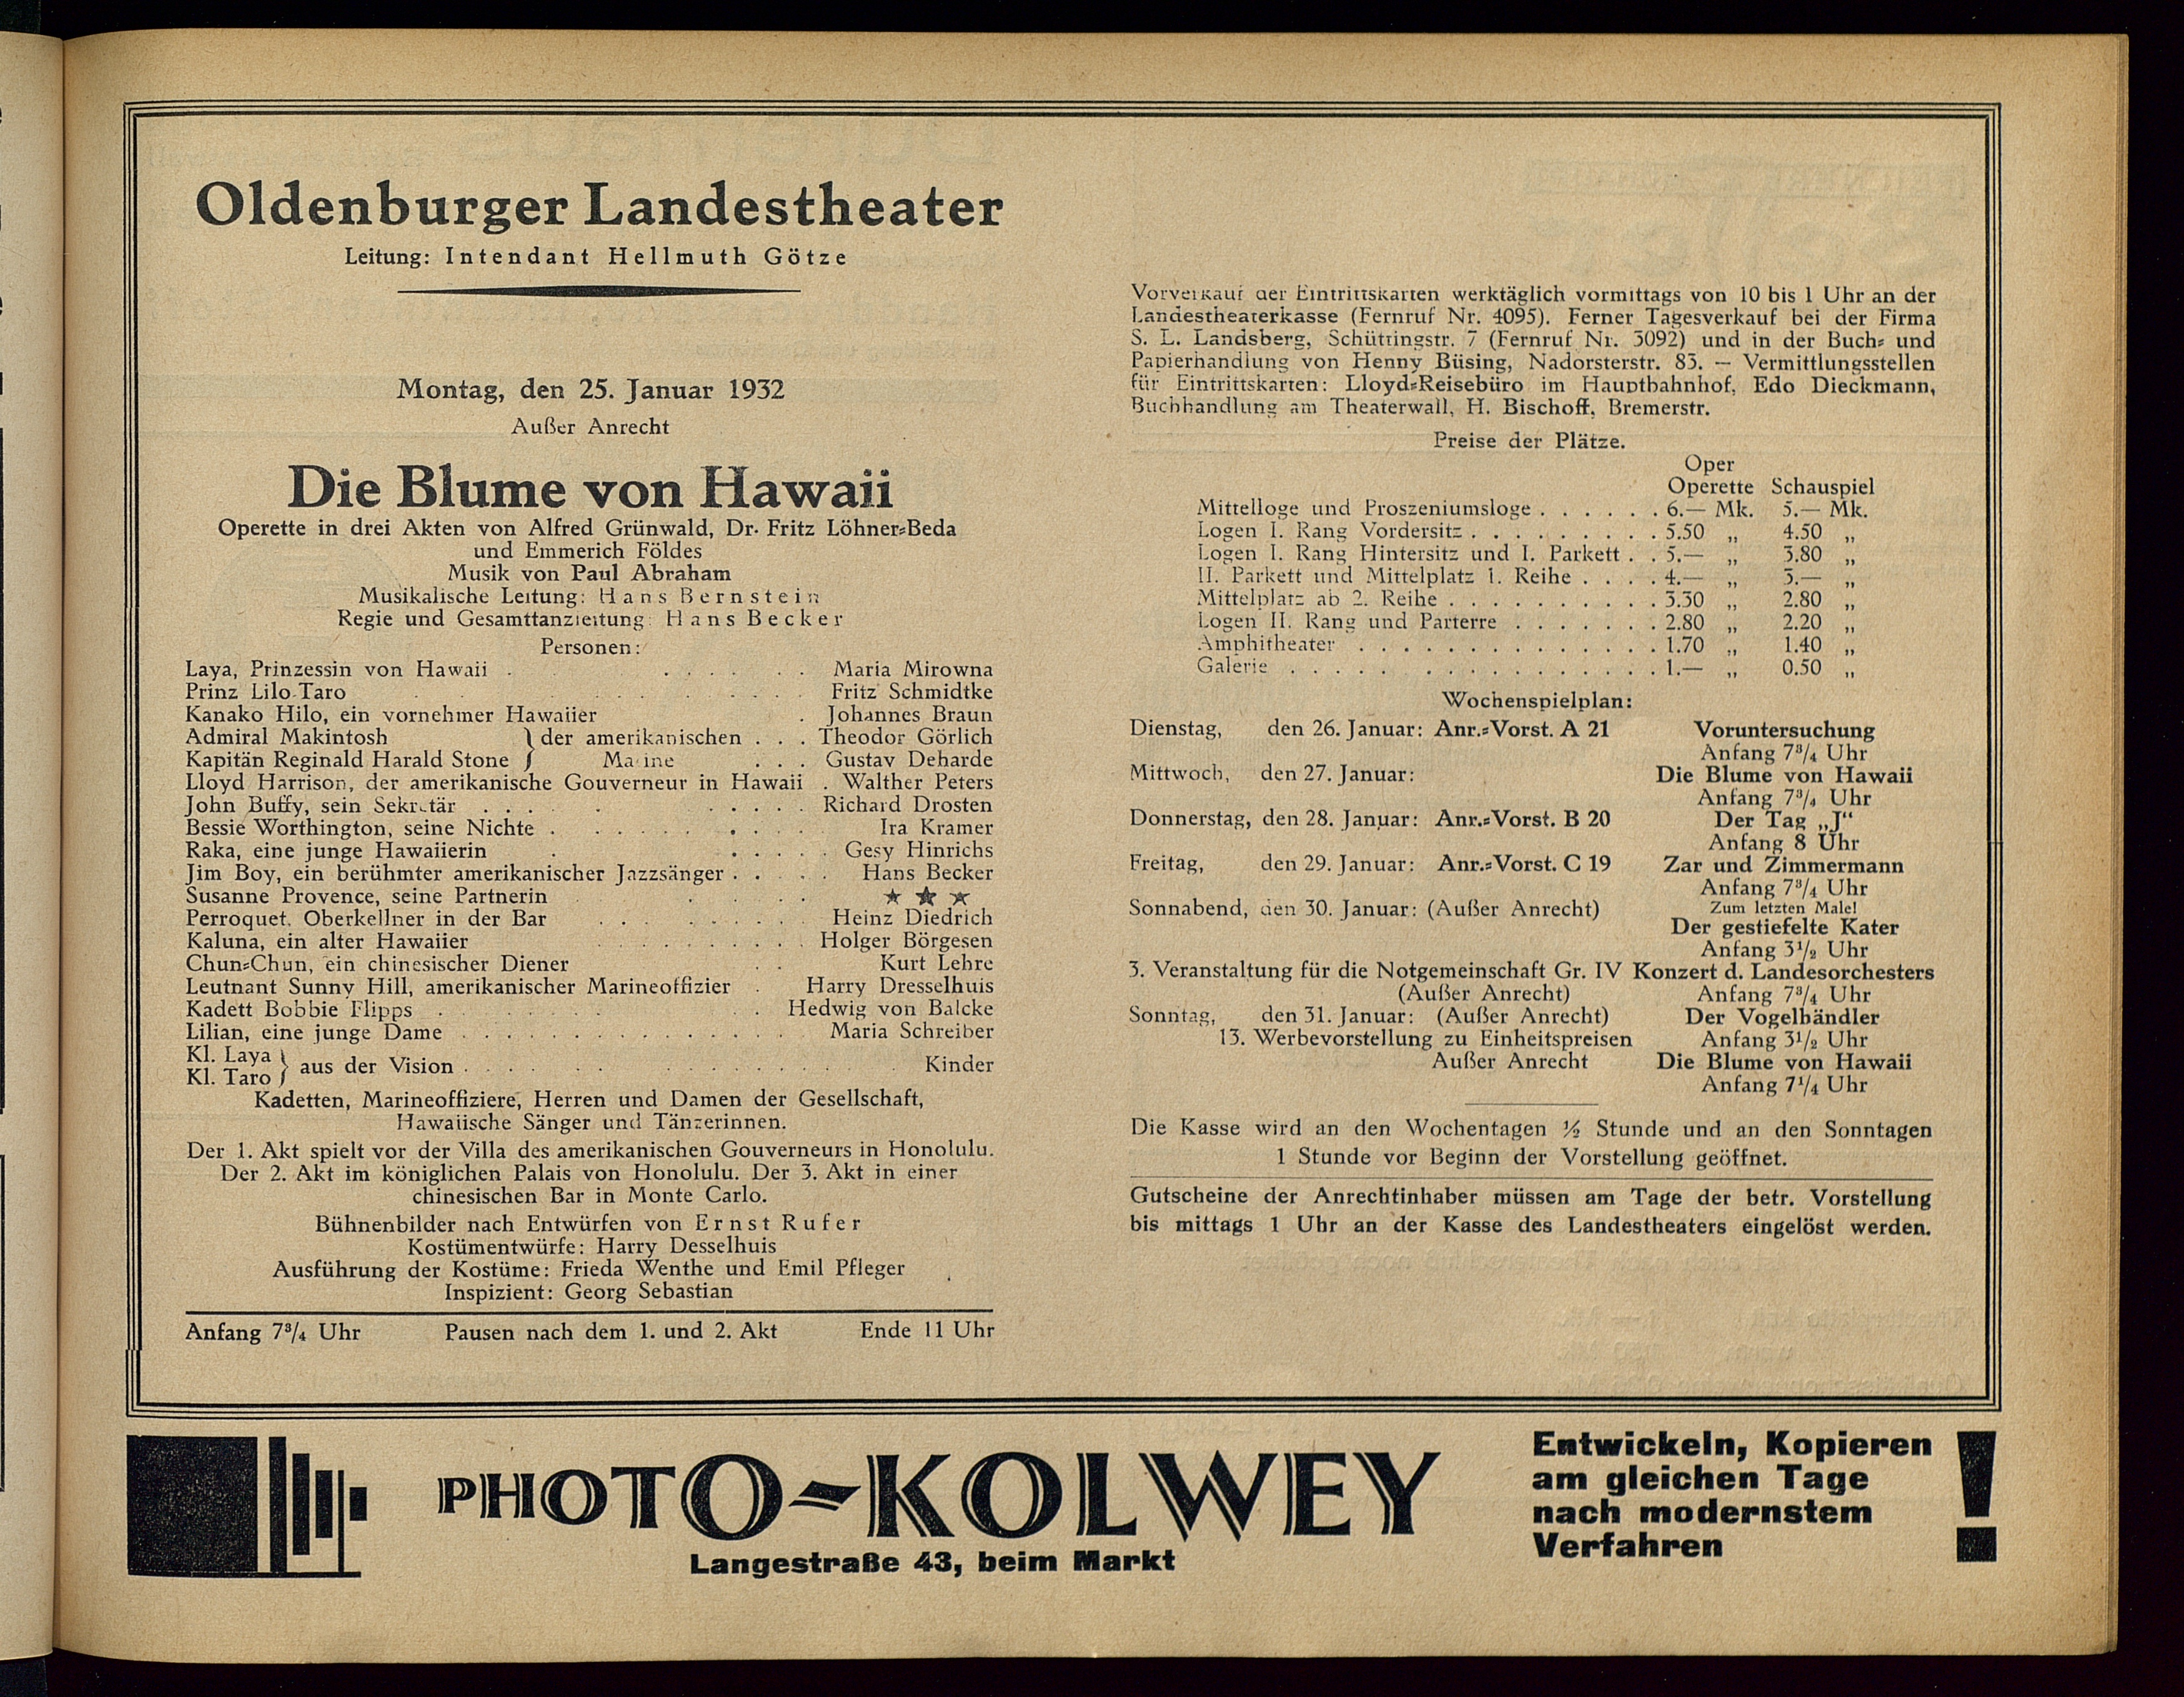 Oldenburger Landestheater
Leitung: Intendant Hellmuth Götze
Montag, den 25. Januar 1932
Außer Anrecht
Die Blume von Hawaii
Operette in drei Akten von Alfred Grünwald, Dr. Fritz Löhner=Beda
und Emmerich Földes
Musik von Paul Abraham
Musikalische Leitung: Hans Bernstein
Regie und Gesamttanzleitung: Hans Becker
Personen:
Laya, Prinzessin von Hawaii . . . . . . Maria Mirowna
Prinz Lilo-Taro . . . . . . . . . . Fritz Schmidtke
Kanako Hilo, ein vornehmer Hawaiier . Johannes Braun
Admiral Makintosh } der amerikanischen . . . Theodor Görlich
Kapitän Reginald Harald Stone } Marine . . . Gustav Deharde
Lloyd Harrison, der amerikanische Gouverneur in Hawaii . Walther Peters
John Buffy, sein Sekretär . . . . . . . . . Richard Drosten
Bessie Worthington, seine Nichte . . . . . . . . Ira Kramer
Raka, eine junge Hawaiierin . . . . . . Gesy Hinrichs
Jim Boy, ein berühmter amerikanischer Jazzsänger . . . . . Hans Becker
Susanne Provence, seine Partnerin . . . . ★ ★ ★
Perroquet, Oberkellner in der Bar . . . . . . . . Heinz Diedrich
Kaluna, ein alter Hawaiier . . . . . . . . . . Holger Börgesen
Chun=Chun, ein chinesischer Diener . . Kurt Lehre
Leutnant Sunny Hill, amerikanischer Marineoffizier . Harry Dresselhuis
Kadett Bobbie Flipps . . . . . . . . . Hedwig von Balcke
Lilian, eine junge Dame . . . . . . . . . . . . . . Maria Schreiber
Kl. Laya
Kl. Taro } aus der Vision . . . . . . . . . . . . . Kinder
Kadetten, Marineoffiziere, Herren und Damen der Gesellschaft,
Hawaiische Sänger und Tänzerinnen.
Der 1. Akt spielt vor der Villa des amerikanischen Gouverneurs in Honolulu.
Der 2. Akt im königlichen Palais von Honolulu. Der 3. Akt in einer
chinesischen Bar in Monte Carlo.
Bühnenbilder nach Entwürfen von Ernst Rufer
Kostümentwürfe: Harry Desselhuis
Ausführung der Kostüme: Frieda Wenthe und Emil Pfleger
Inspizient: Georg Sebastian
Anfang 7³/₄ Uhr Pausen nach dem 1. und 2. Akt Ende 11 Uhr
Vorverkauf der Eintrittskarten werktäglich vormittags von 10 bis 1 Uhr an der
Landestheaterkasse (Fernruf Nr. 4095). Ferner Tagesverkauf bei der Firma
S. L. Landsberg, Schüttingstr. 7 (Fernruf Nr. 3092) und in der Buch= und
Papierhandlung von Henny Büsing, Nadorsterstr. 83. — Vermittlungsstellen
für Eintrittskarten: Lloyd=Reisebüro im Hauptbahnhof, Edo Dieckmann,
Buchhandlung am Theaterwall, H. Bischoff, Bremerstr.
Preise der Plätze.
Oper
Operette Schauspiel
Mittelloge und Proszeniumsloge . . . . . . 6.— Mk. 5.— Mk.
Logen I. Rang Vordersitz . . . . . . . . . 5.50 „ 4.50 „
Logen I. Rang Hintersitz und I. Parkett . . 5.— „ 3.80 „
II. Parkett und Mittelplatz 1. Reihe . . . . 4.— „ 3.— „
Mittelplatz ab 2. Reihe . . . . . . . . . . 3.30 „ 2.80 „
Logen II. Rang und Parterre . . . . . . . 2.80 „ 2.20 „
Amphitheater . . . . . . . . . . . . . . 1.70 „ 1.40 „
Galerie . . . . . . . . . . . . . . . . 1.— „ 0.50 „
Wochenspielplan:
Dienstag, den 26. Januar: Anr.=Vorst. A 21 Voruntersuchung
Anfang 7³/₄ Uhr
Mittwoch, den 27. Januar: Die Blume von Hawaii
Anfang 7³/₄ Uhr
Donnerstag, den 28. Januar: Anr.=Vorst. B 20 Der Tag „J“
Anfang 8 Uhr
Freitag, den 29. Januar: Anr.=Vorst. C 19 Zar und Zimmermann
Anfang 7³/₄ Uhr
Sonnabend, den 30. Januar: (Außer Anrecht) Zum letzten Male!
Der gestiefelte Kater
Anfang 3¹/₂ Uhr
3. Veranstaltung für die Notgemeinschaft Gr. IV Konzert d. Landesorchesters
(Außer Anrecht) Anfang 7³/₄ Uhr
Sonntag, den 31. Januar: (Außer Anrecht) Der Vogelhändler
13. Werbevorstellung zu Einheitspreisen Anfang 3¹/₂ Uhr
Außer Anrecht Die Blume von Hawaii
Anfang 7¹/₄ Uhr
Die Kasse wird an den Wochentagen ½ Stunde und an den Sonntagen
1 Stunde vor Beginn der Vorstellung geöffnet.
Gutscheine der Anrechtinhaber müssen am Tage der betr. Vorstellung
bis mittags 1 Uhr an der Kasse des Landestheaters eingelöst werden.
PHOTO=KOLWEY
Langestraße 43, beim Markt
Entwickeln, Kopieren
am gleichen Tage
nach modernstem
Verfahren !